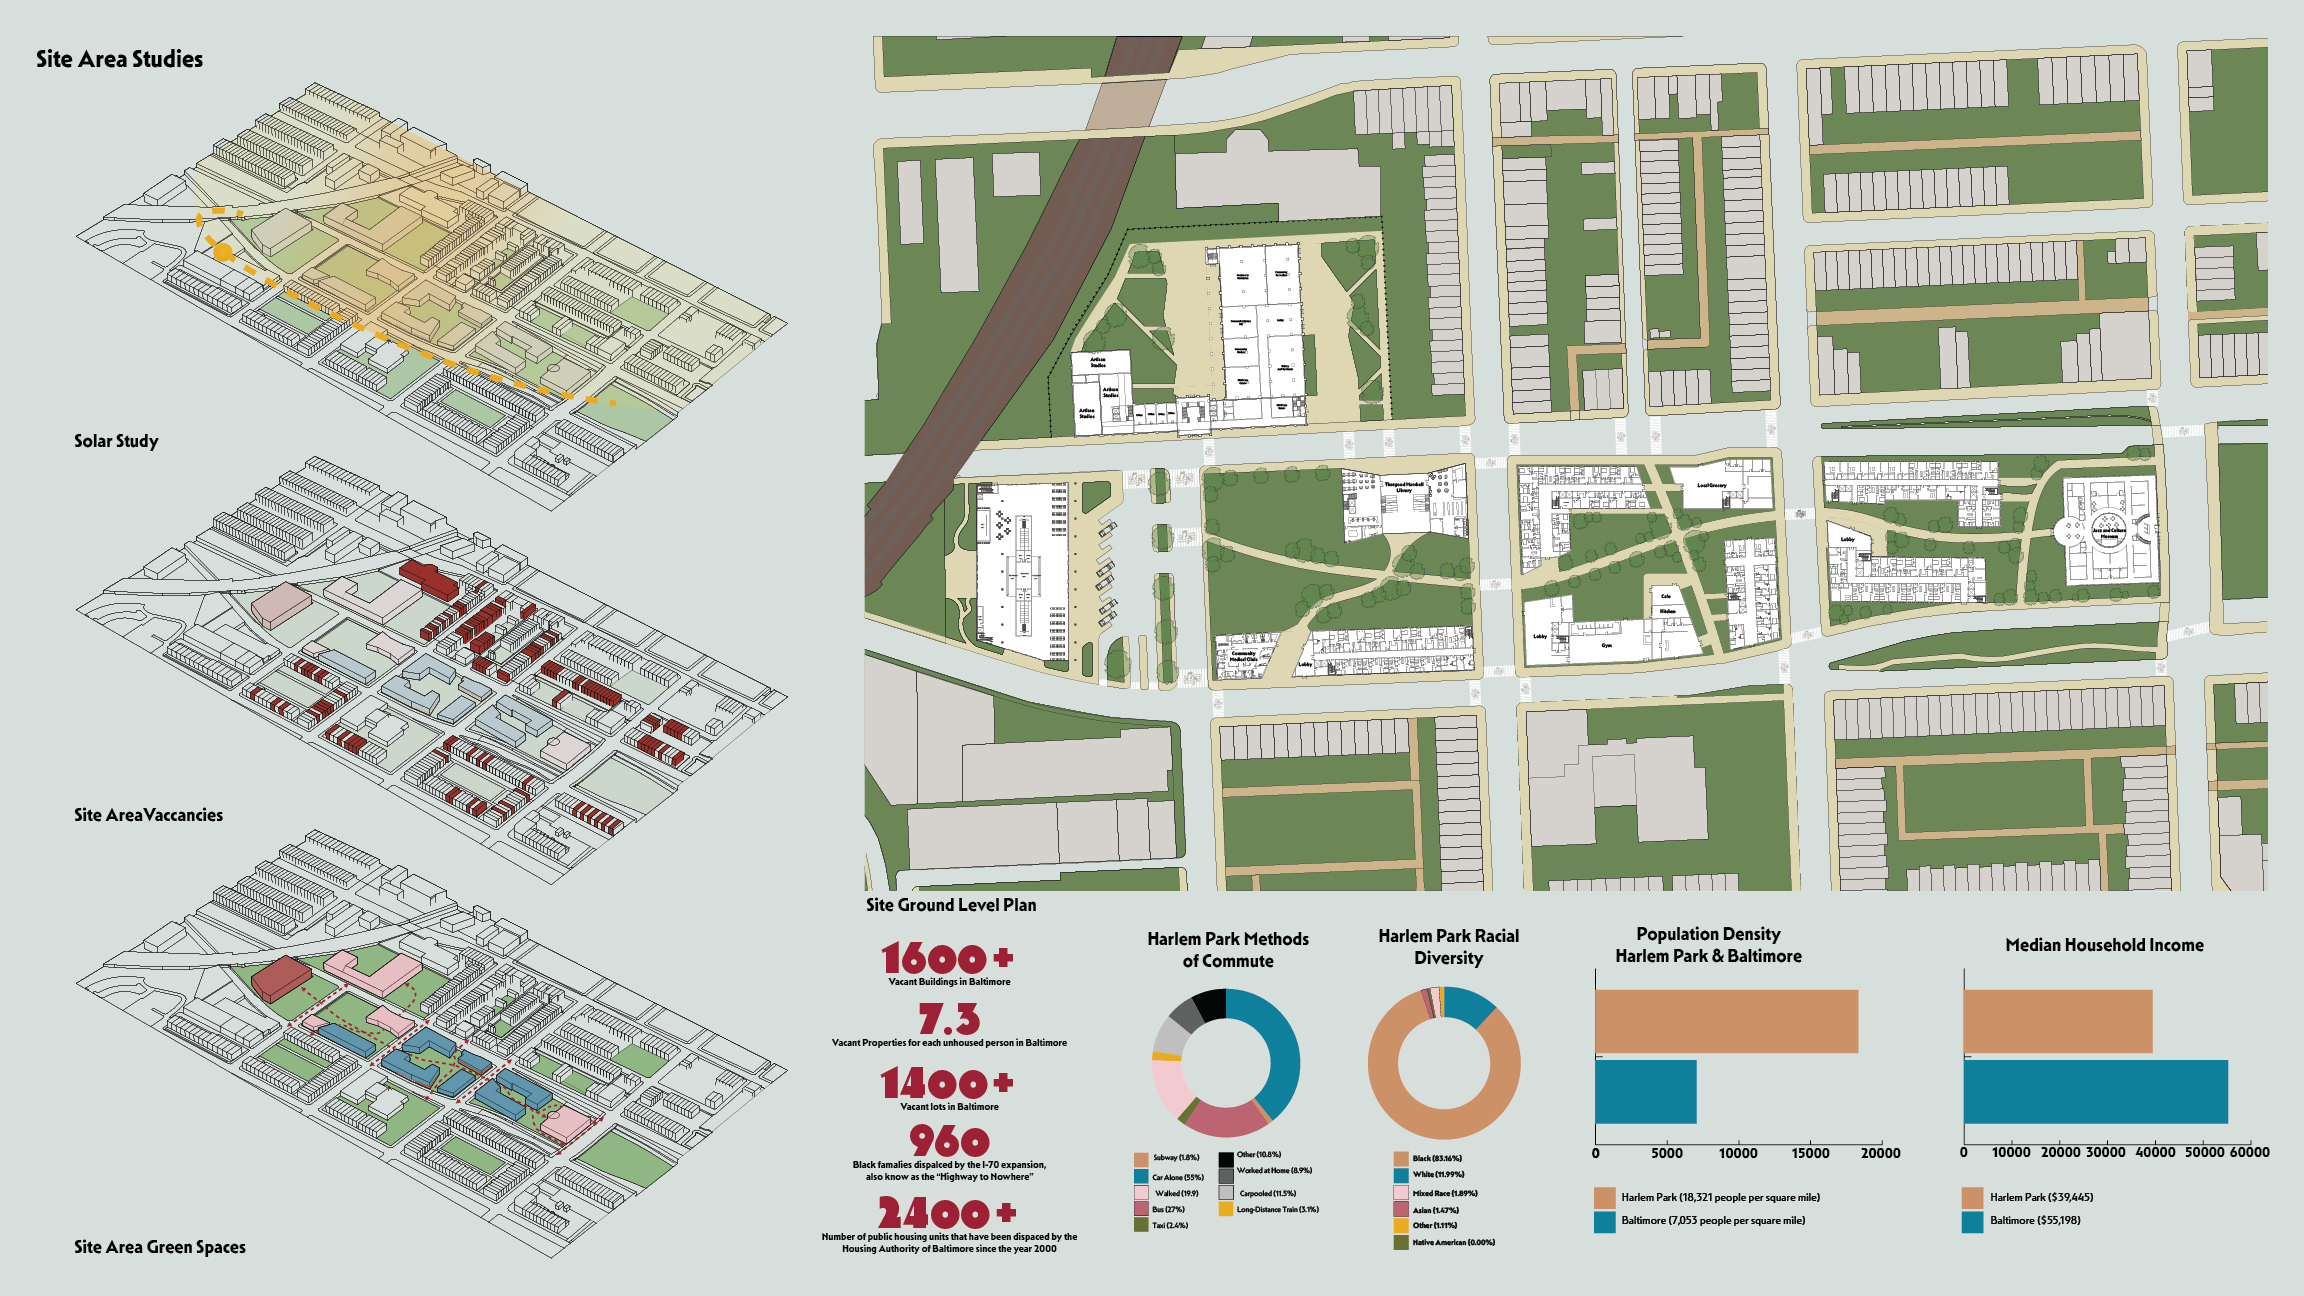 Site Area Studies
Solar Study
Site AreaVaccancies
Site Area Green Spaces
Artisan
Studios
Artisan
Studios
Artisan
Studios
Thurgood Marshall
Library
Local Grocery
Lobby
Jazz and Culture
Museum
Cafe
Kitchen
Lobby
Gym
Community
Medical Clinic
Lobby
Site Ground Level Plan
1600+
Vacant Buildings in Baltimore
7.3
Vacant Properties for each unhoused person in Baltimore
1400+
Vacant lots in Baltimore
960
Black famalies dispalced by the I-70 expansion,
also know as the “Highway to Nowhere”
2400+
Number of public housing units that have been dispaced by the
Housing Authority of Baltimore since the year 2000
Harlem Park Methods
of Commute
Subway (1.8%)
Car Alone (55%)
Walked (19.9)
Bus (27%)
Taxi (2.4%)
Other (10.8%)
Worked at Home (8.9%)
Carpooled (11.5%)
Long-Distance Train (3.1%)
Harlem Park Racial
Diversity
Black (83.16%)
White (11.99%)
Mixed Race (1.89%)
Asian (1.47%)
Other (1.11%)
Native American (0.00%)
Population Density
Harlem Park & Baltimore
0 5000 10000 15000 20000
Harlem Park (18,321 people per square mile)
Baltimore (7,053 people per square mile)
Median Household Income
0 10000 20000 30000 40000 50000 60000
Harlem Park ($39,445)
Baltimore ($55,198)